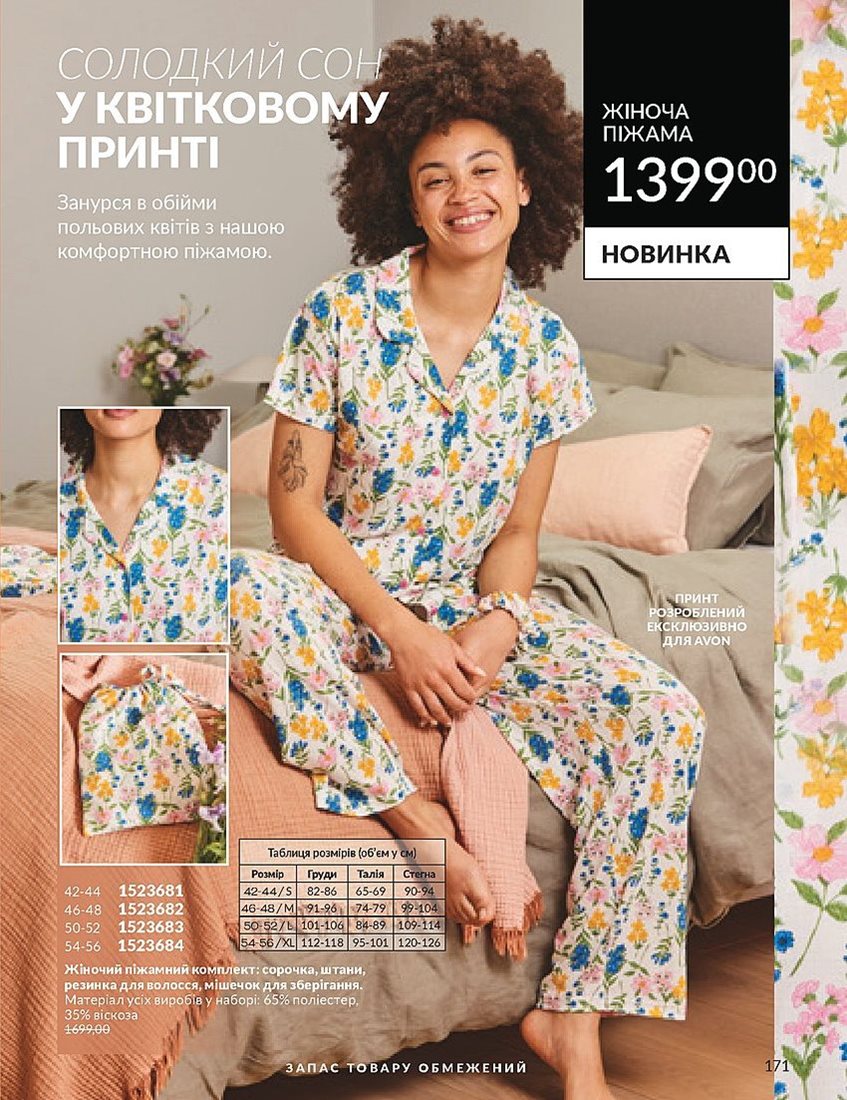 СОЛОДКИЙ СОН
У КВІТКОВОМУ
ПРИНТІ
Занурся в обійми
польових квітів з нашою
комфортною піжамою.
ЖІНОЧА
ПІЖАМА
1399⁰⁰
НОВИНКА
ПРИНТ
РОЗРОБЛЕНИЙ
ЕКСКЛЮЗИВНО
ДЛЯ AVON
42-44 1523681
46-48 1523682
50-52 1523683
54-56 1523684
Таблиця розмірів (об'єм у см)
Розмір Груди Талія Стегна
42-44 / S 82-86 65-69 90-94
46-48 / M 91-96 74-79 99-104
50-52 / L 101-106 84-89 109-114
54-56 /XL 112-118 95-101 120-126
Жіночий піжамний комплект: сорочка, штани,
резинка для волосся, мішечок для зберігання.
Матеріал усіх виробів у наборі: 65% поліестер,
35% віскоза
1699,00
ЗАПАС ТОВАРУ ОБМЕЖЕНИЙ
171